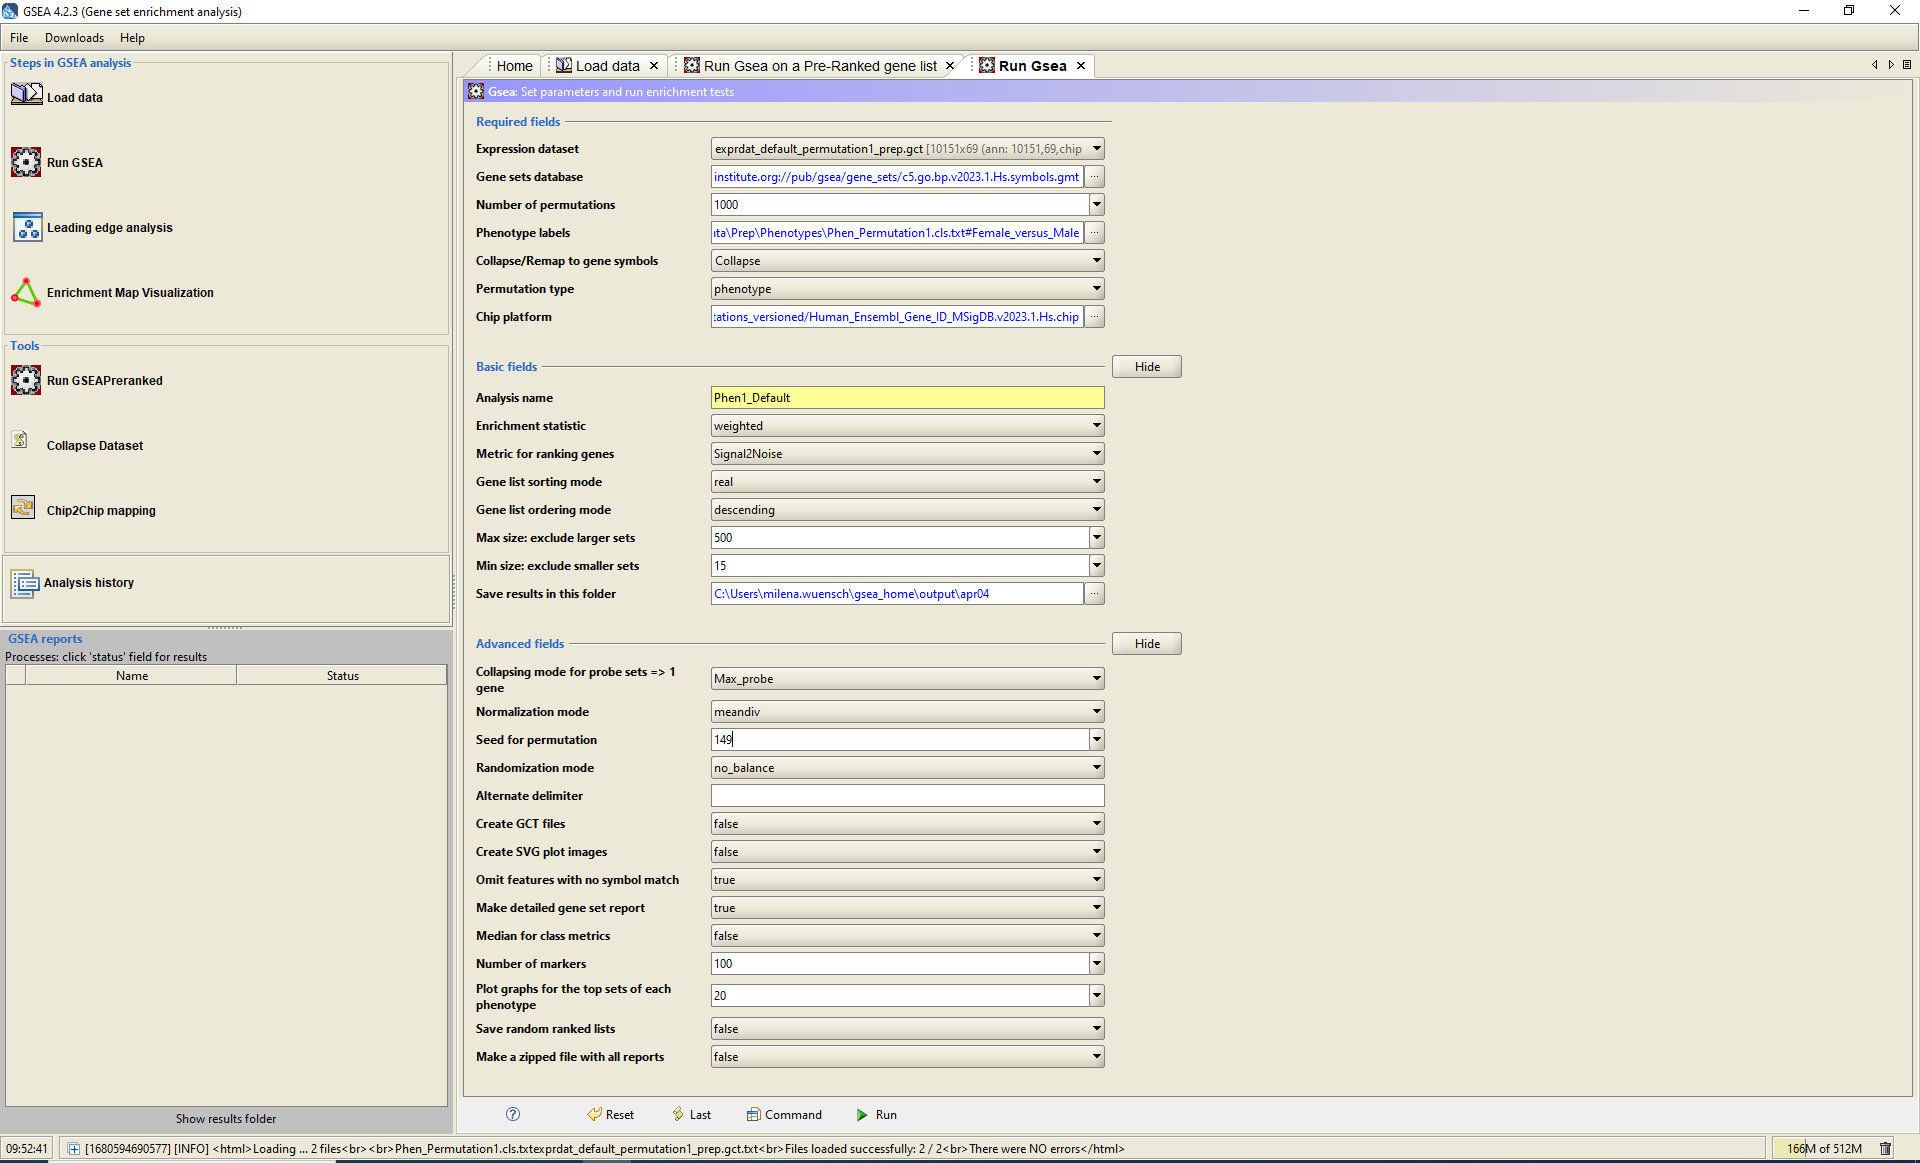 GSEA 4.2.3 (Gene set enrichment analysis)
File Downloads Help
Steps in GSEA analysis
Load data
Run GSEA
Leading edge analysis
Enrichment Map Visualization
Tools
Run GSEAPreranked
Collapse Dataset
Chip2Chip mapping
Analysis history
GSEA reports
Processes: click 'status' field for results
Name Status
Show results folder
Home Load data Run Gsea on a Pre-Ranked gene list Run Gsea
Gsea: Set parameters and run enrichment tests
Required fields
Expression dataset exprdat_default_permutation1_prep.gct [10151x69 (ann: 10151,69,chip
Gene sets database institute.org://pub/gsea/gene_sets/c5.go.bp.v2023.1.Hs.symbols.gmt ...
Number of permutations 1000
Phenotype labels ıta\Prep\Phenotypes\Phen_Permutation1.cls.txt#Female_versus_Male ...
Collapse/Remap to gene symbols Collapse
Permutation type phenotype
Chip platform tations_versioned/Human_Ensembl_Gene_ID_MSigDB.v2023.1.Hs.chip ...
Basic fields Hide
Analysis name Phen1_Default
Enrichment statistic weighted
Metric for ranking genes Signal2Noise
Gene list sorting mode real
Gene list ordering mode descending
Max size: exclude larger sets 500
Min size: exclude smaller sets 15
Save results in this folder C:\Users\milena.wuensch\gsea_home\output\apr04 ...
Advanced fields Hide
Collapsing mode for probe sets => 1
gene Max_probe
Normalization mode meandiv
Seed for permutation 149
Randomization mode no_balance
Alternate delimiter
Create GCT files false
Create SVG plot images false
Omit features with no symbol match true
Make detailed gene set report true
Median for class metrics false
Number of markers 100
Plot graphs for the top sets of each
phenotype 20
Save random ranked lists false
Make a zipped file with all reports false
? Reset Last Command Run
09:52:41 [1680594690577] [INFO] <html>Loading ... 2 files<br><br>Phen_Permutation1.cls.txtexprdat_default_permutation1_prep.gct.txt<br>Files loaded successfully: 2 / 2<br>There were NO errors</html> 166M of 512M